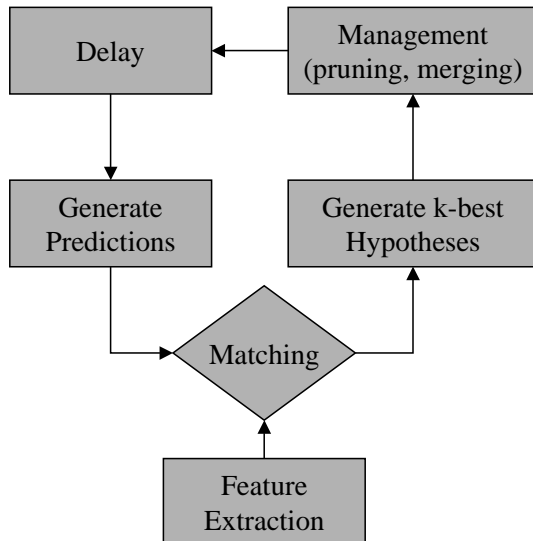 Delay
Management
(pruning, merging)
Generate
Predictions
Generate k-best
Hypotheses
Matching
Feature
Extraction